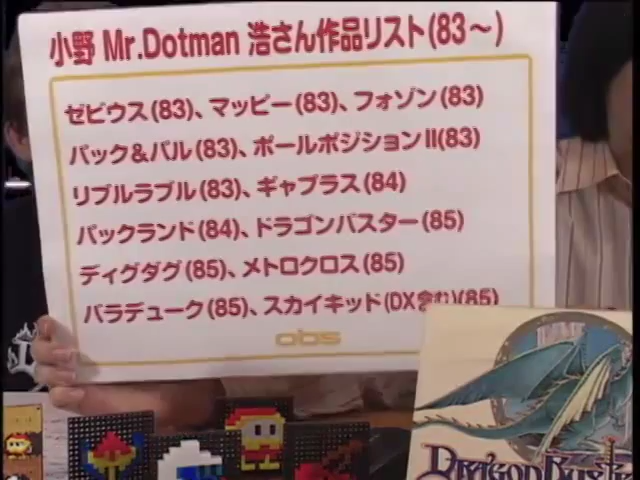 小野 Mr.Dotman 浩さん作品リスト(83～)
ゼビウス(83)、マッピー(83)、フォゾン(83)
パック&パル(83)、ポールポジションII(83)
リブルラブル(83)、ギャプラス(84)
パックランド(84)、ドラゴンバスター(85)
ディグダグ(85)、メトロクロス(85)
バラデューク(85)、スカイキッド(DX含む)(85)
obs